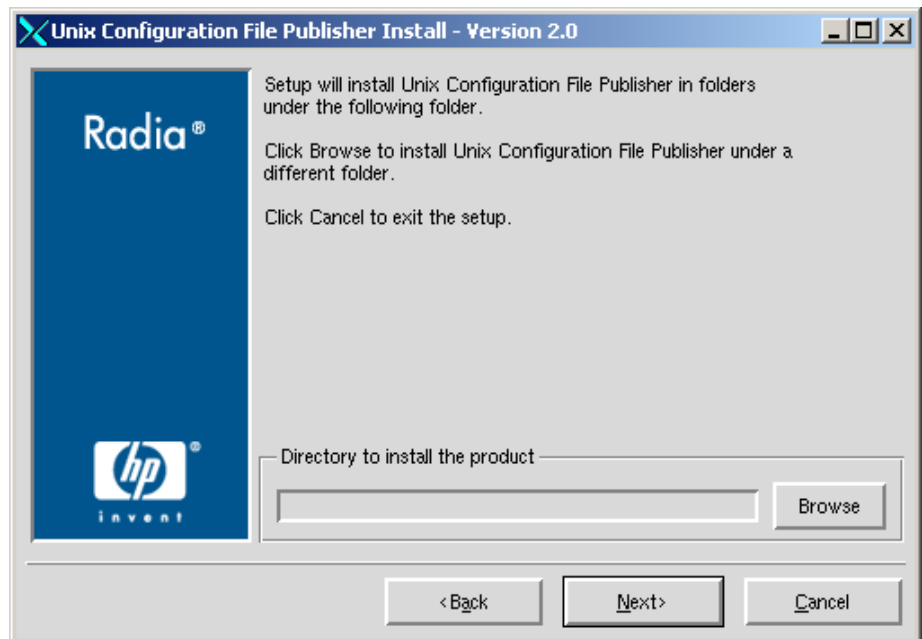 Unix Configuration File Publisher Install - Version 2.0
Radia®
Setup will install Unix Configuration File Publisher in folders
under the following folder.
Click Browse to install Unix Configuration File Publisher under a
different folder.
Click Cancel to exit the setup.
hp®
invent
Directory to install the product
Browse
<Back
Next>
Cancel